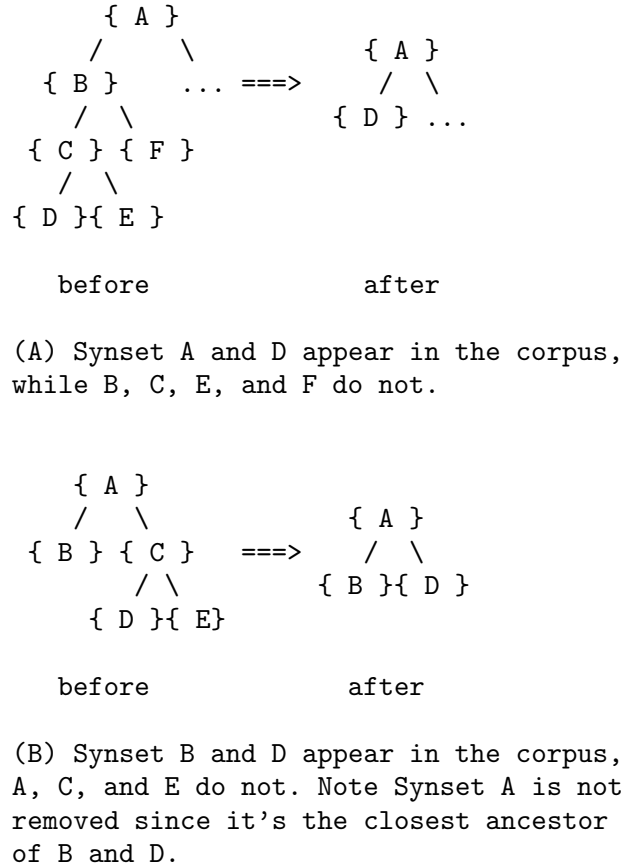 { A }
/ \ { A }
{ B } ... ===> / \
/ \ { D } ...
{ C } { F }
/ \
{ D }{ E }
before after
(A) Synset A and D appear in the corpus,
while B, C, E, and F do not.
{ A }
/ \ { A }
{ B } { C } ===> / \
/ \ { B }{ D }
{ D }{ E}
before after
(B) Synset B and D appear in the corpus,
A, C, and E do not. Note Synset A is not
removed since it's the closest ancestor
of B and D.